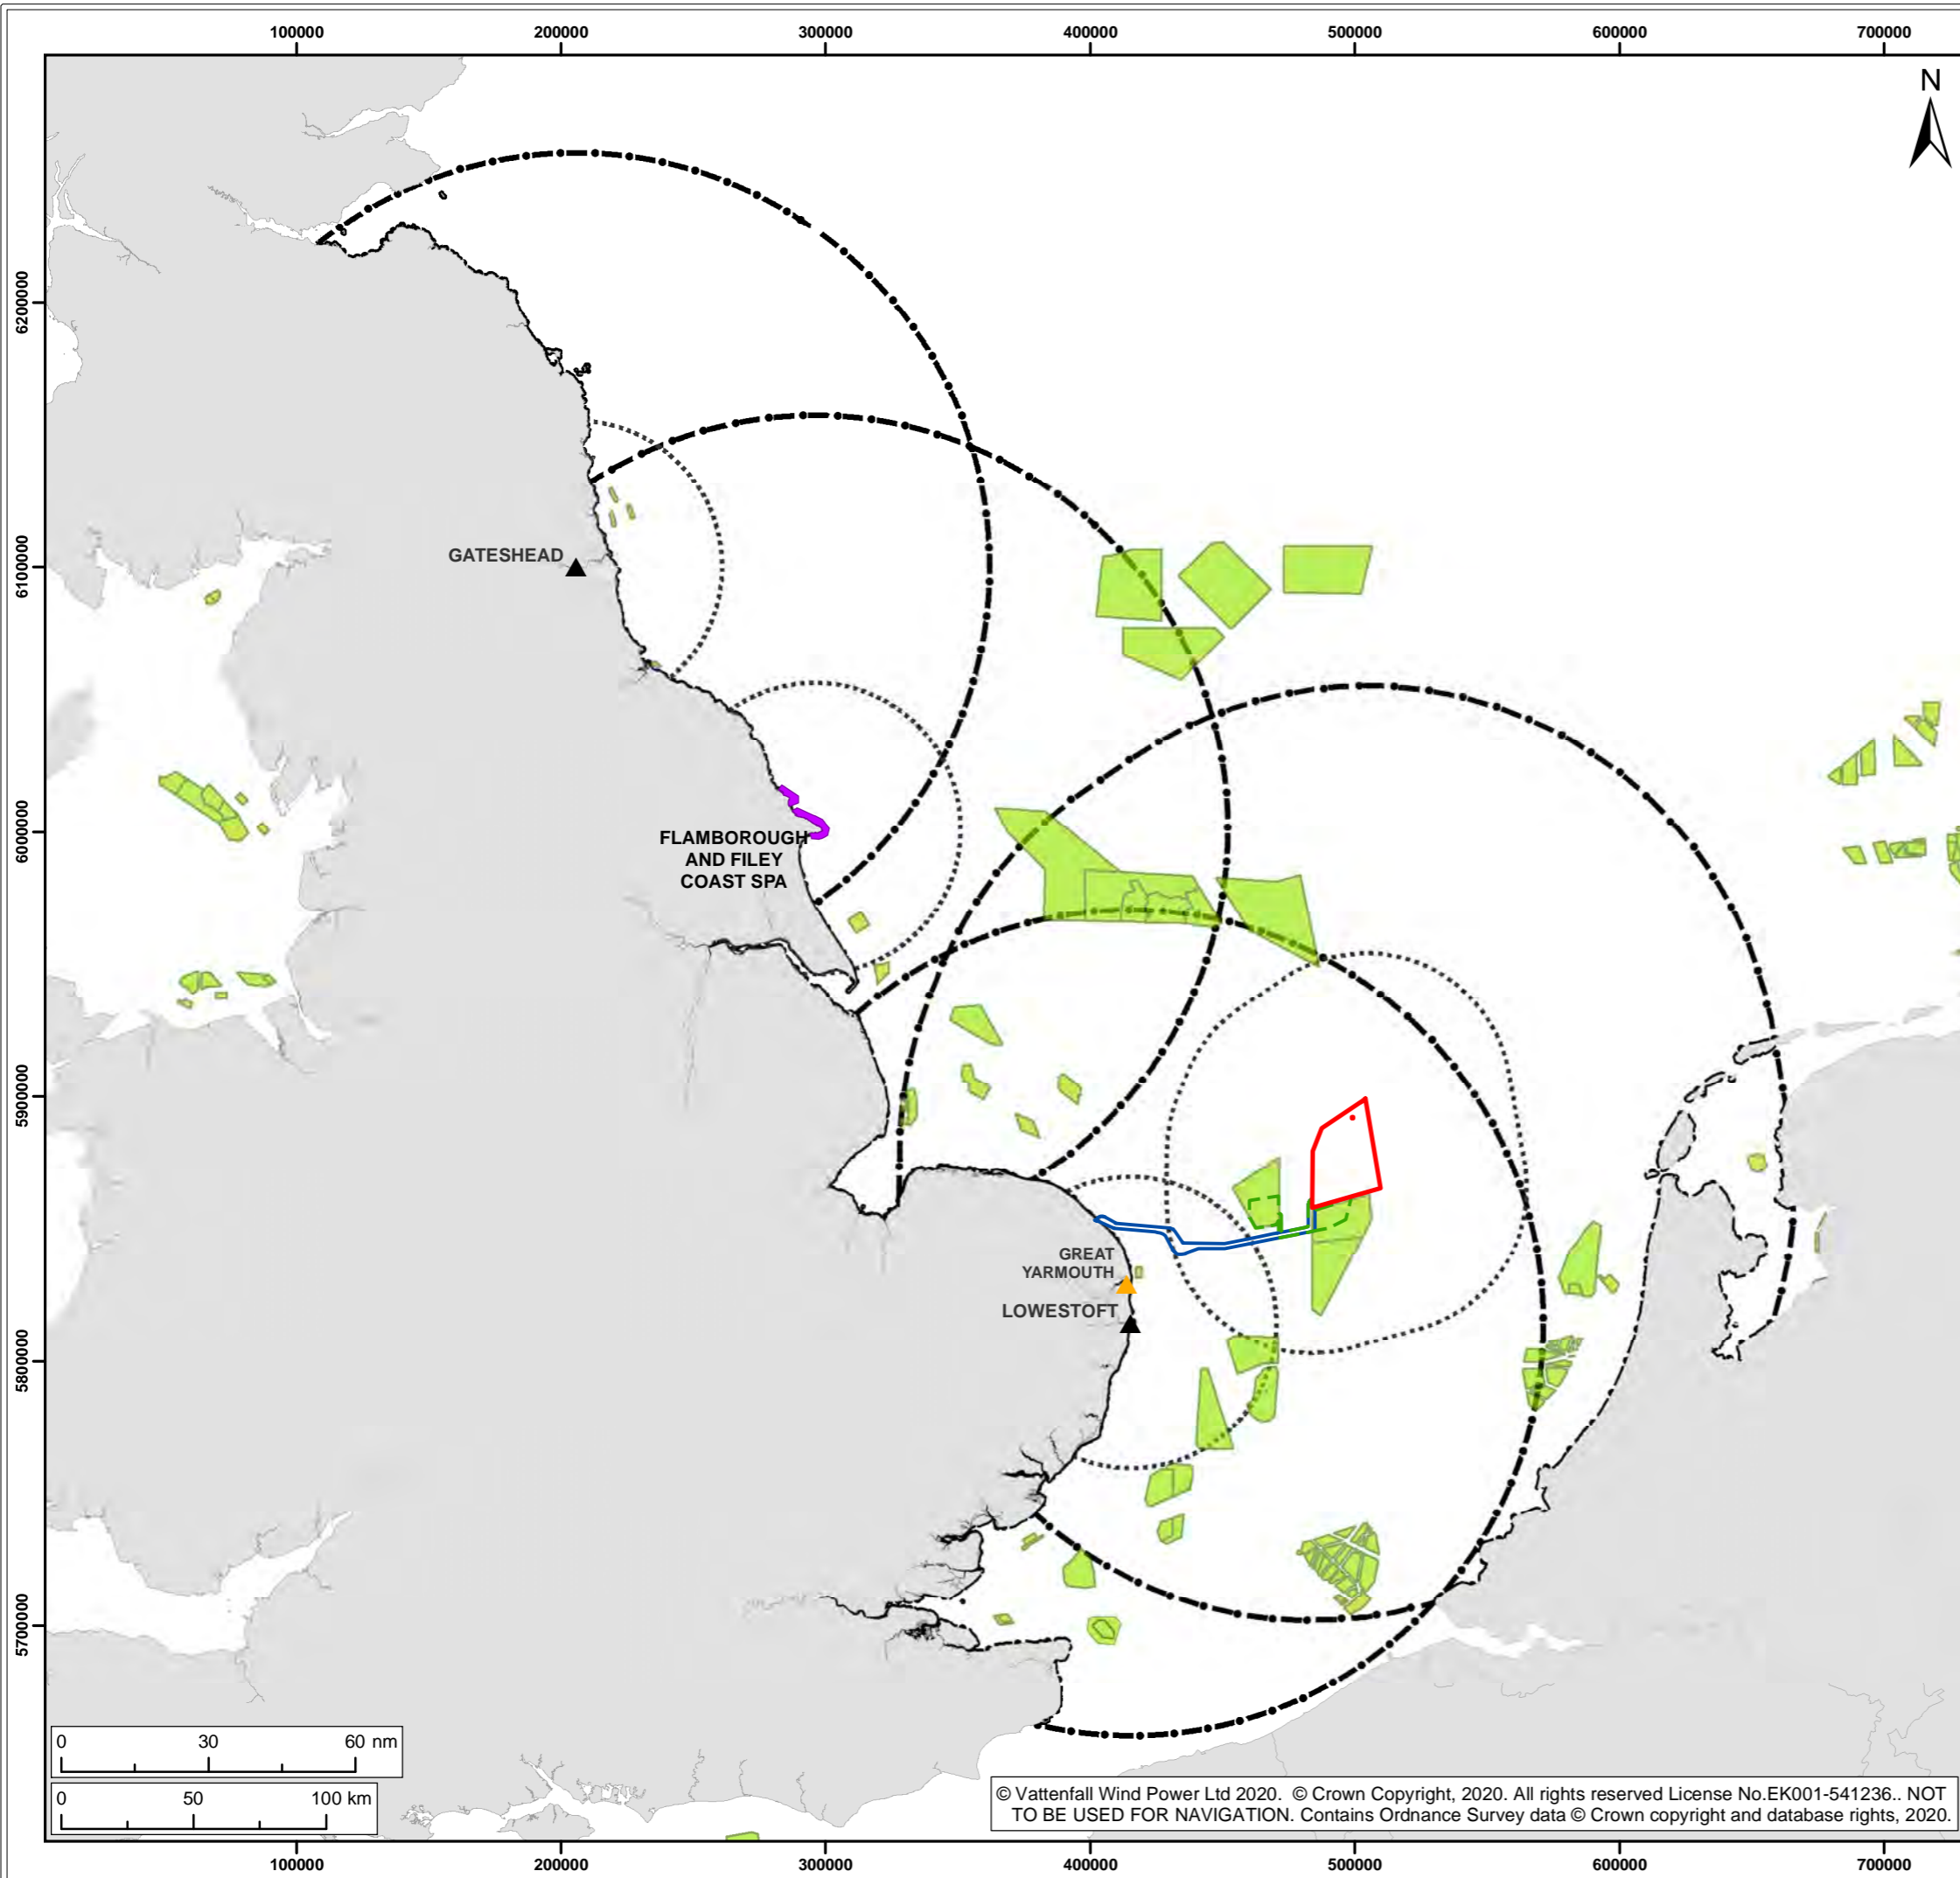 100000 200000 300000 400000 500000 600000 700000
N
6200000
6100000
6000000
5900000
5800000
5700000
GATESHEAD
FLAMBOROUGH
AND FILEY
COAST SPA
GREAT
YARMOUTH
LOWESTOFT
0 30 60 nm
0 50 100 km
© Vattenfall Wind Power Ltd 2020. © Crown Copyright, 2020. All rights reserved License No.EK001-541236.. NOT
TO BE USED FOR NAVIGATION. Contains Ordnance Survey data © Crown copyright and database rights, 2020.
100000 200000 300000 400000 500000 600000 700000